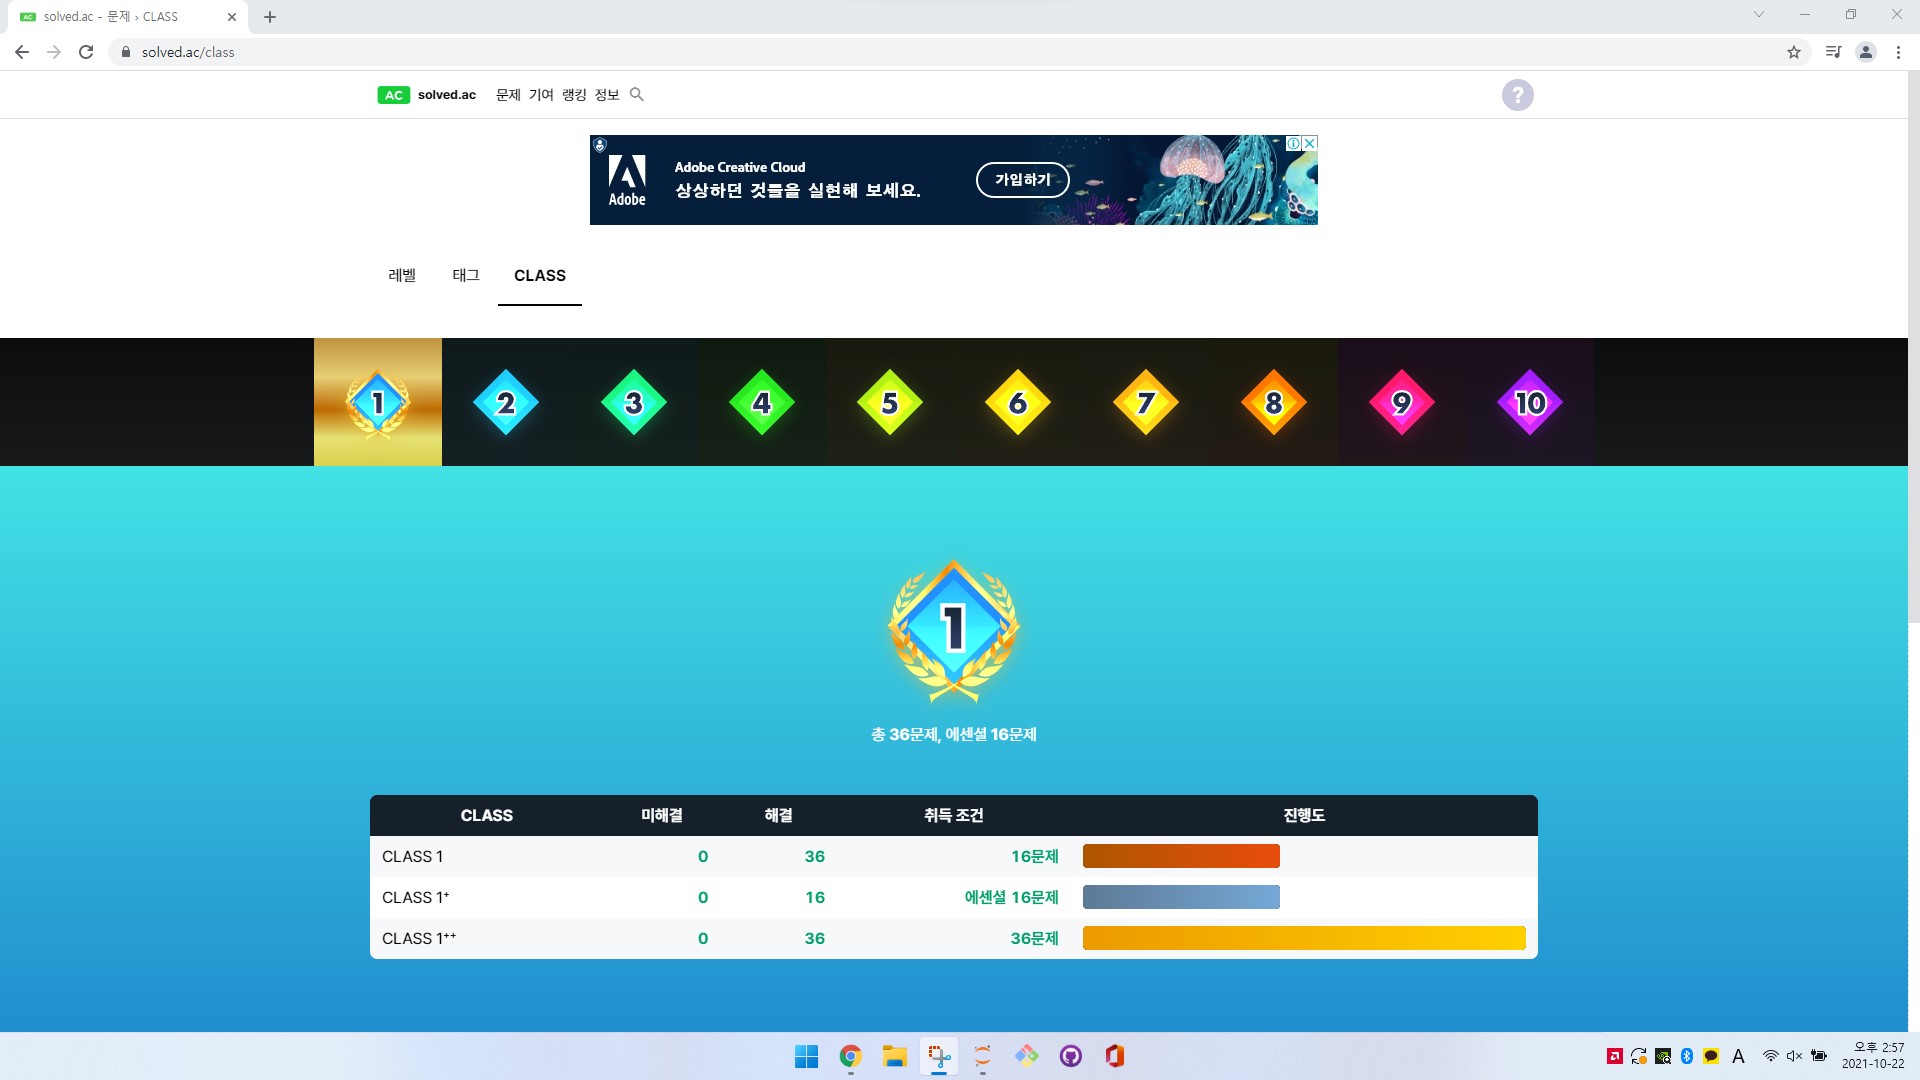 solved.ac - 문제 › CLASS
solved.ac/class
AC solved.ac 문제 기여 랭킹 정보
?
Adobe
Adobe Creative Cloud
상상하던 것들을 실현해 보세요.
가입하기
레벨 태그 CLASS
1 2 3 4 5 6 7 8 9 10
1
총 36문제, 에센셜 16문제
CLASS 미해결 해결 취득 조건 진행도
CLASS 1 0 36 16문제
CLASS 1+ 0 16 에센셜 16문제
CLASS 1++ 0 36 36문제
A
오후 2:57
2021-10-22